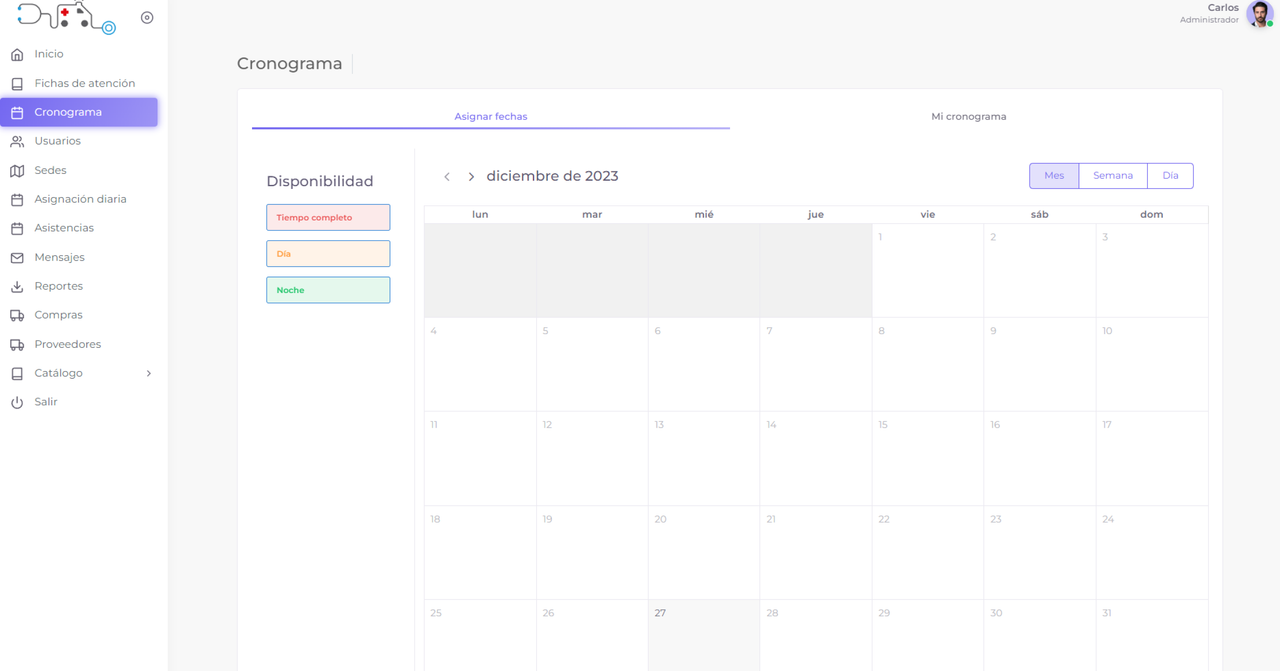 Carlos
Administrador
Inicio
Fichas de atención
Cronograma
Usuarios
Sedes
Asignación diaria
Asistencias
Mensajes
Reportes
Compras
Proveedores
Catálogo
Salir
Cronograma
Asignar fechas
Mi cronograma
Disponibilidad
Tiempo completo
Día
Noche
diciembre de 2023
Mes Semana Día
lun mar mié jue vie sáb dom
1 2 3
4 5 6 7 8 9 10
11 12 13 14 15 16 17
18 19 20 21 22 23 24
25 26 27 28 29 30 31